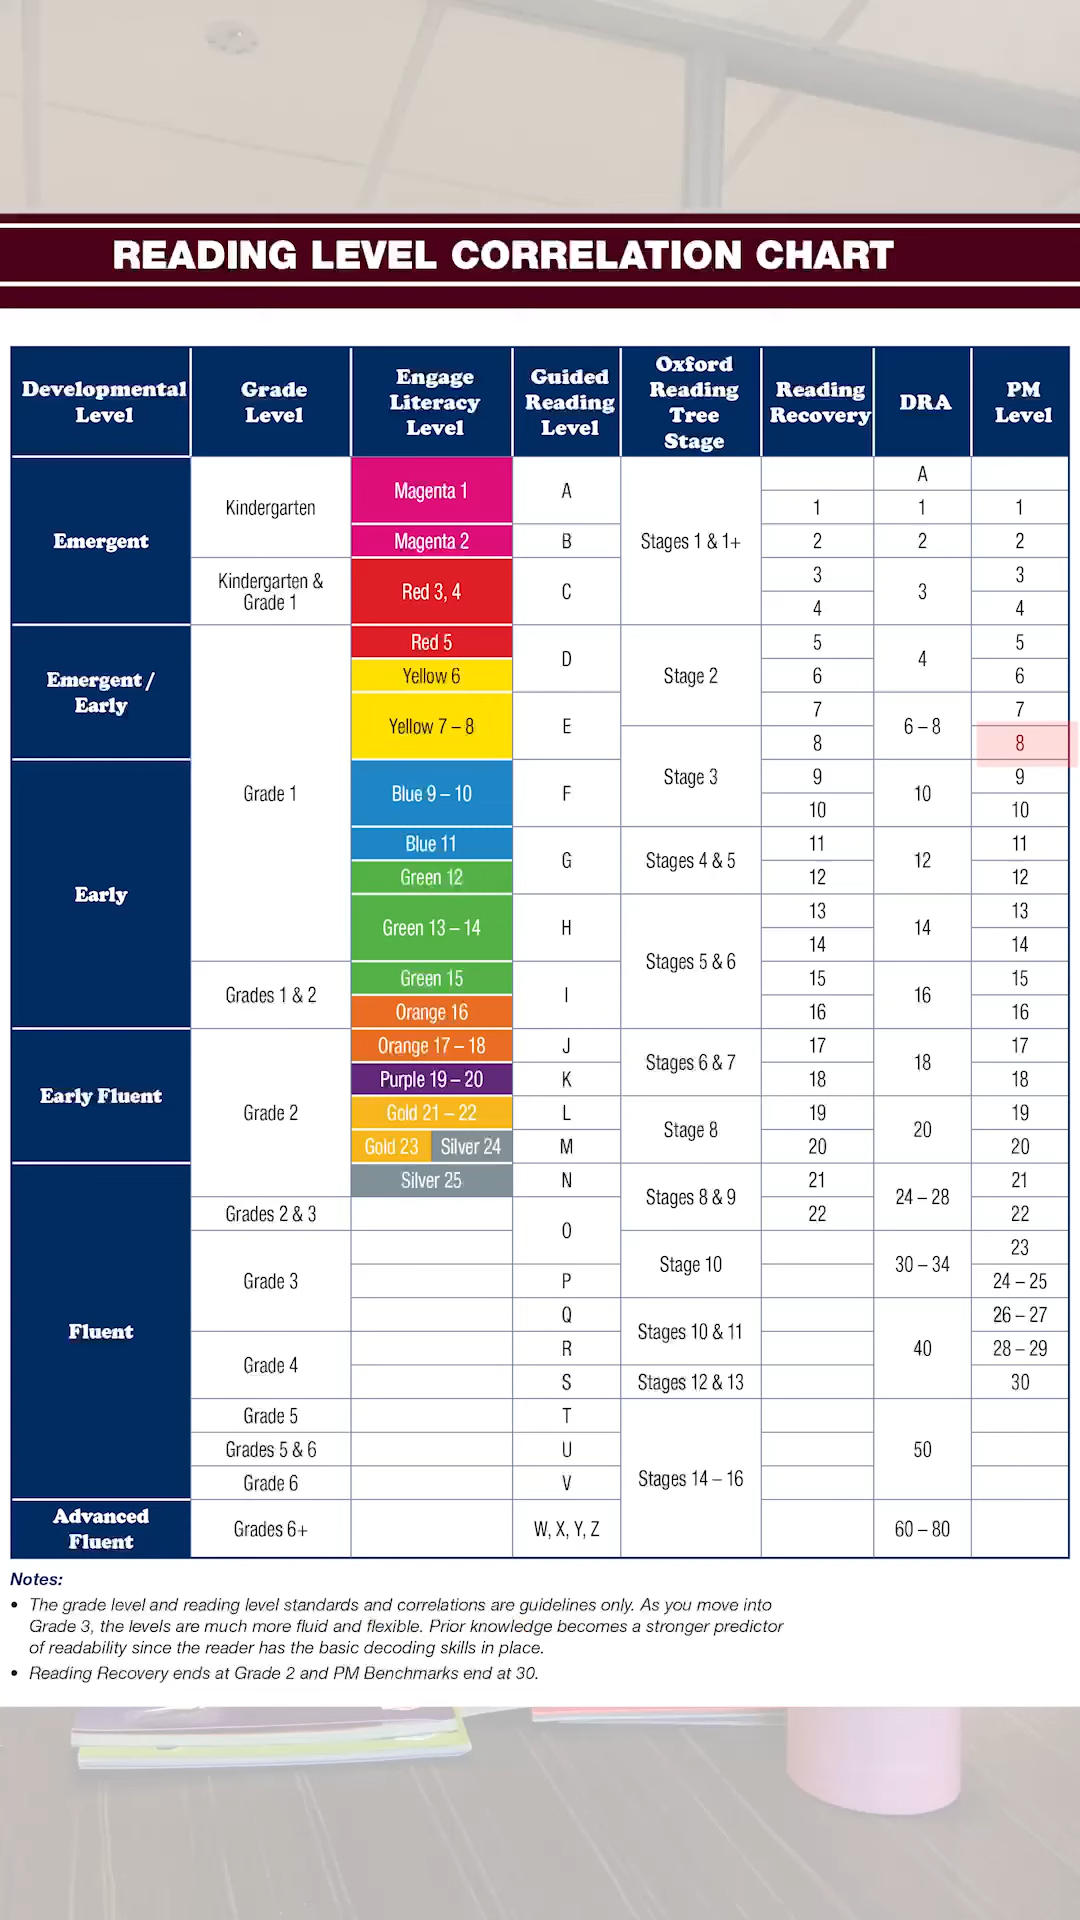 READING LEVEL CORRELATION CHART
Developmental Level | Grade Level | Engage Literacy Level | Guided Reading Level | Oxford Reading Tree Stage | Reading Recovery | DRA | PM Level
Emergent | Kindergarten | Magenta 1 | A | Stages 1 & 1+ | | A |
1 | 1 | 1
Magenta 2 | B | 2 | 2 | 2
Kindergarten & Grade 1 | Red 3, 4 | C | 3 | 3 | 3
4 | 4
Emergent / Early | Grade 1 | Red 5 | D | Stage 2 | 5 | 4 | 5
Yellow 6 | 6 | 6
Yellow 7 – 8 | E | 7 | 6 – 8 | 7
Stage 3 | 8 | 8
Early | Blue 9 – 10 | F | 9 | 10 | 9
10 | 10
Blue 11 | G | Stages 4 & 5 | 11 | 12 | 11
Green 12 | 12 | 12
Green 13 – 14 | H | Stages 5 & 6 | 13 | 14 | 13
14 | 14
Grades 1 & 2 | Green 15 | I | 15 | 16 | 15
Orange 16 | 16 | 16
Early Fluent | Grade 2 | Orange 17 – 18 | J | Stages 6 & 7 | 17 | 18 | 17
Purple 19 – 20 | K | 18 | 18
Gold 21 – 22 | L | Stage 8 | 19 | 20 | 19
Gold 23 | Silver 24 | M | 20 | 20
Fluent | Silver 25 | N | Stages 8 & 9 | 21 | 24 – 28 | 21
Grades 2 & 3 | O | 22 | 22
Grade 3 | Stage 10 | 30 – 34 | 23
P | 24 – 25
Q | Stages 10 & 11 | 40 | 26 – 27
Grade 4 | R | 28 – 29
S | Stages 12 & 13 | 30
Grade 5 | T | Stages 14 – 16 | 50
Grades 5 & 6 | U
Grade 6 | V
Advanced Fluent | Grades 6+ | W, X, Y, Z | 60 – 80
Notes:
• The grade level and reading level standards and correlations are guidelines only. As you move into
Grade 3, the levels are much more fluid and flexible. Prior knowledge becomes a stronger predictor
of readability since the reader has the basic decoding skills in place.
• Reading Recovery ends at Grade 2 and PM Benchmarks end at 30.